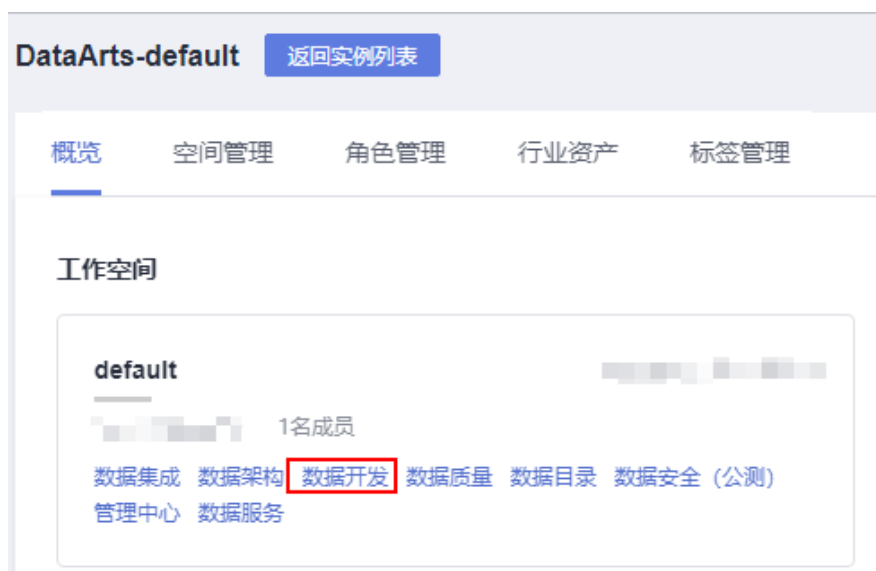 DataArts-default 返回实例列表
概览 空间管理 角色管理 行业资产 标签管理
工作空间
default
1名成员
数据集成 数据架构 数据开发 数据质量 数据目录 数据安全（公测）
管理中心 数据服务